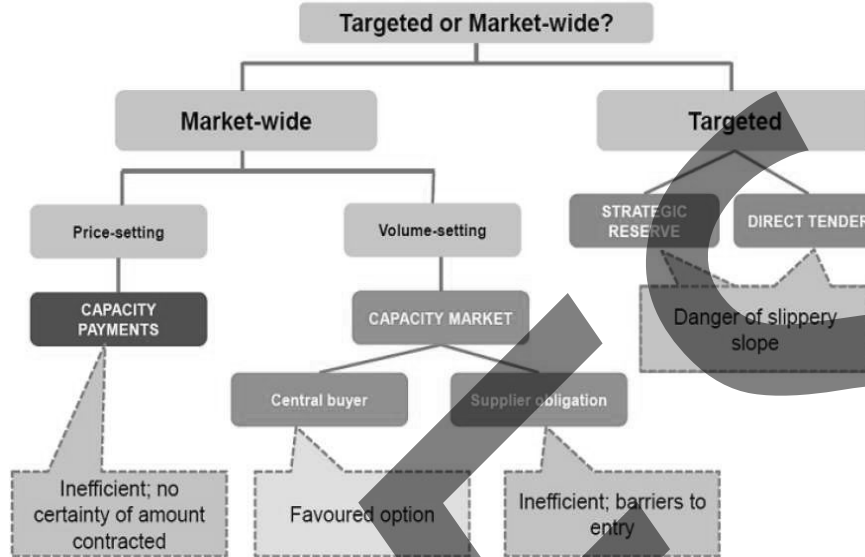 Targeted or Market-wide?
Market-wide
Targeted
Price-setting
Volume-setting
STRATEGIC
RESERVE
DIRECT TENDER
CAPACITY
PAYMENTS
CAPACITY MARKET
Danger of slippery
slope
Central buyer
Supplier obligation
Inefficient; no
certainty of amount
contracted
Favoured option
Inefficient; barriers to
entry